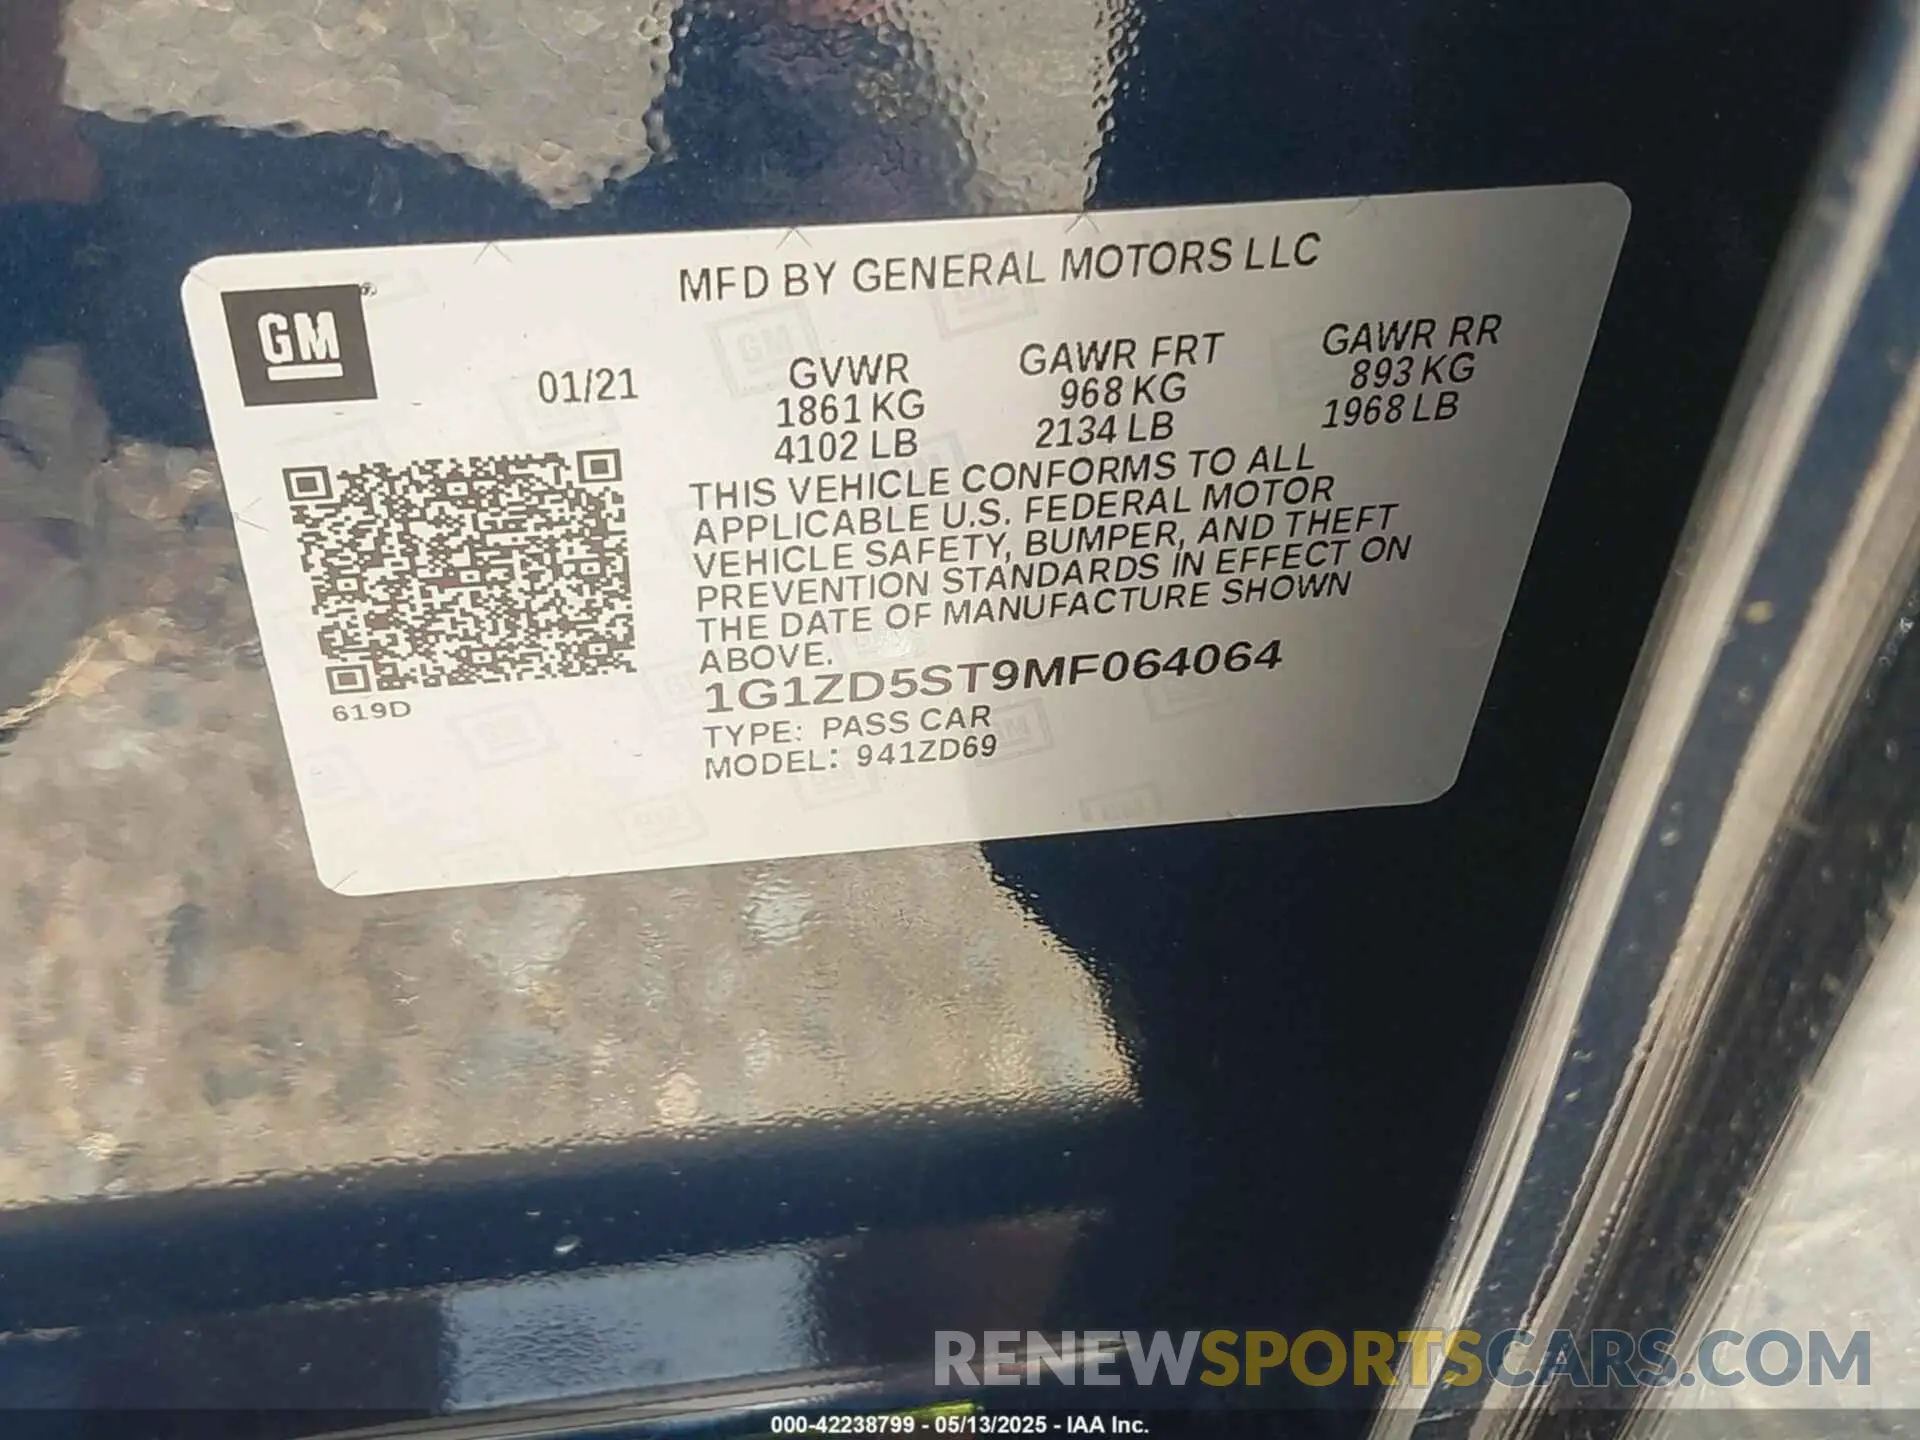 GM
MFD BY GENERAL MOTORS LLC
01/21
GVWR
1861 KG
4102 LB
GAWR FRT
968 KG
2134 LB
GAWR RR
893 KG
1968 LB
THIS VEHICLE CONFORMS TO ALL
APPLICABLE U.S. FEDERAL MOTOR
VEHICLE SAFETY, BUMPER, AND THEFT
PREVENTION STANDARDS IN EFFECT ON
THE DATE OF MANUFACTURE SHOWN
ABOVE.
1G1ZD5ST9MF064064
TYPE: PASS CAR
MODEL: 941ZD69
619D
RENEWSPORTSCARS.COM
000-42238799 - 05/13/2025 - IAA Inc.